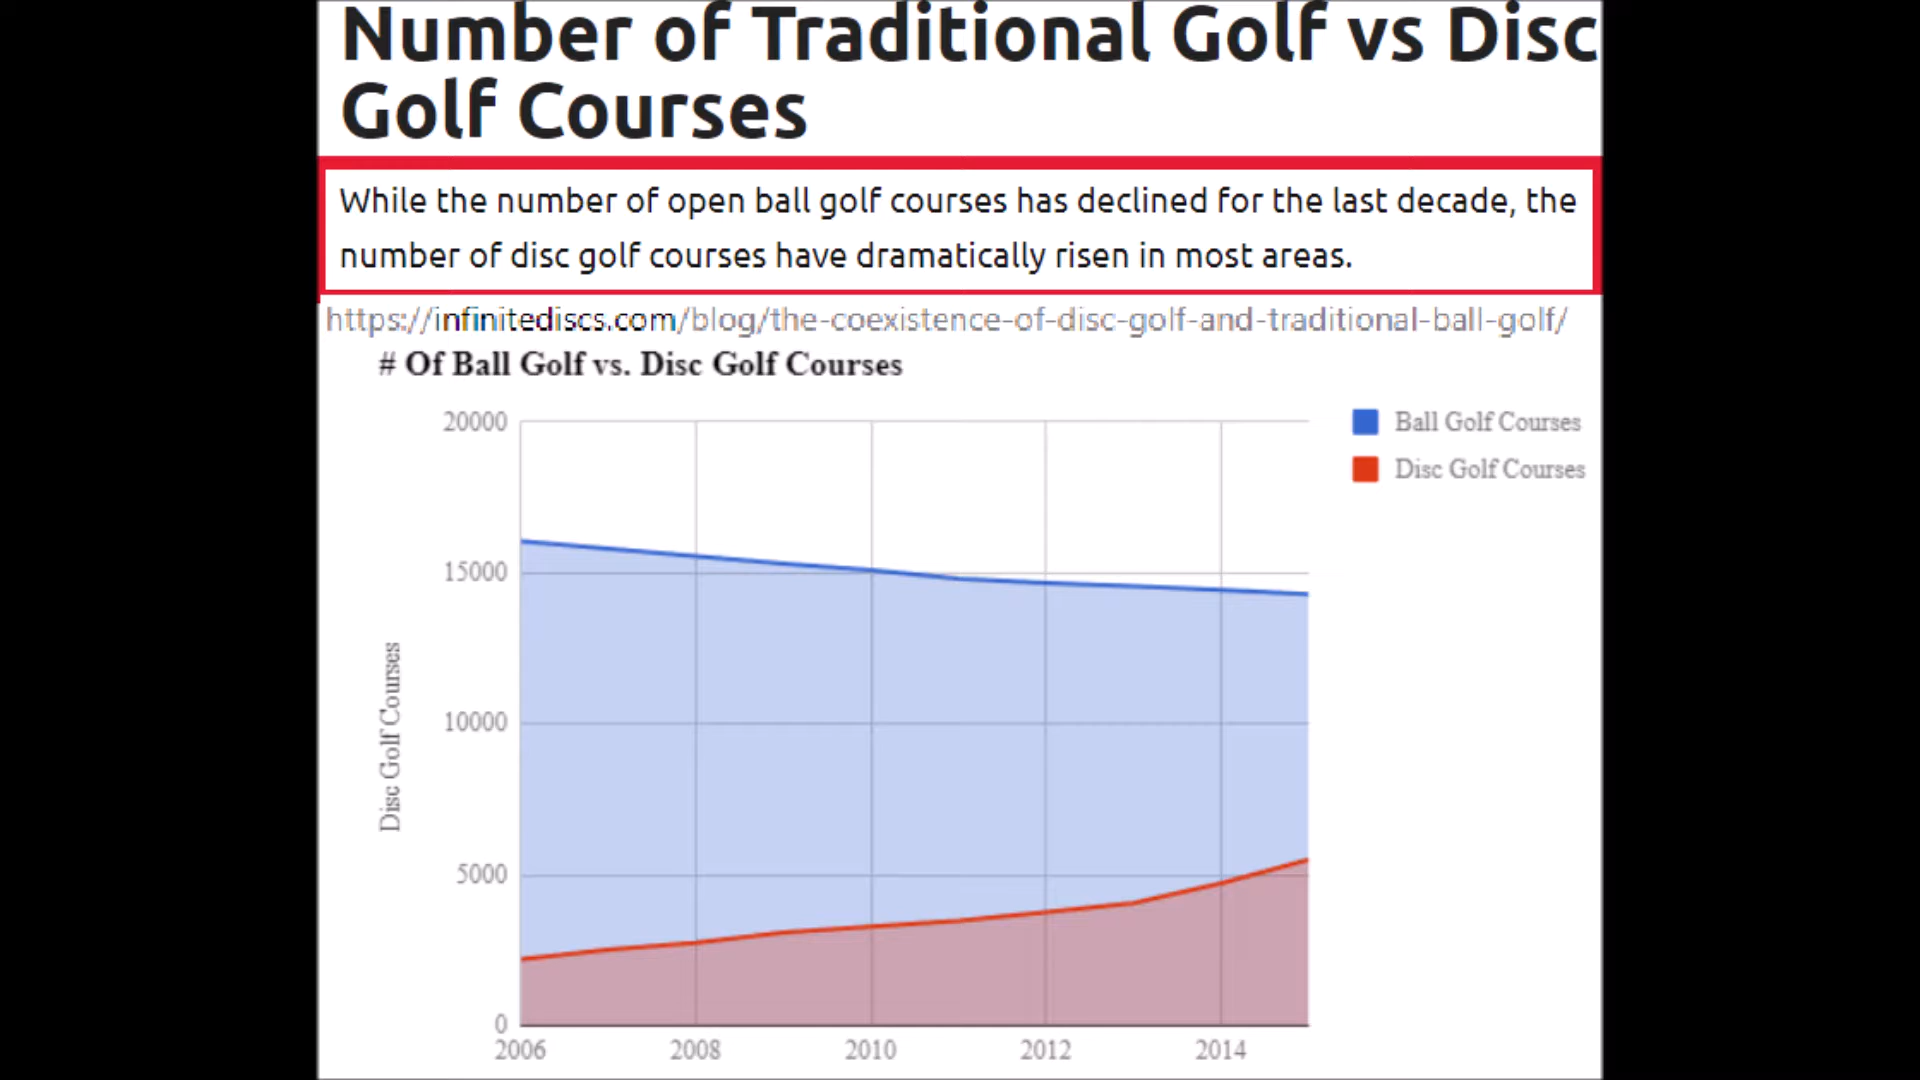 Number of Traditional Golf vs Disc
Golf Courses
While the number of open ball golf courses has declined for the last decade, the
number of disc golf courses have dramatically risen in most areas.
https://infinitediscs.com/blog/the-coexistence-of-disc-golf-and-traditional-ball-golf/
# Of Ball Golf vs. Disc Golf Courses
Ball Golf Courses
Disc Golf Courses
Disc Golf Courses
20000
15000
10000
5000
0
2006 2008 2010 2012 2014